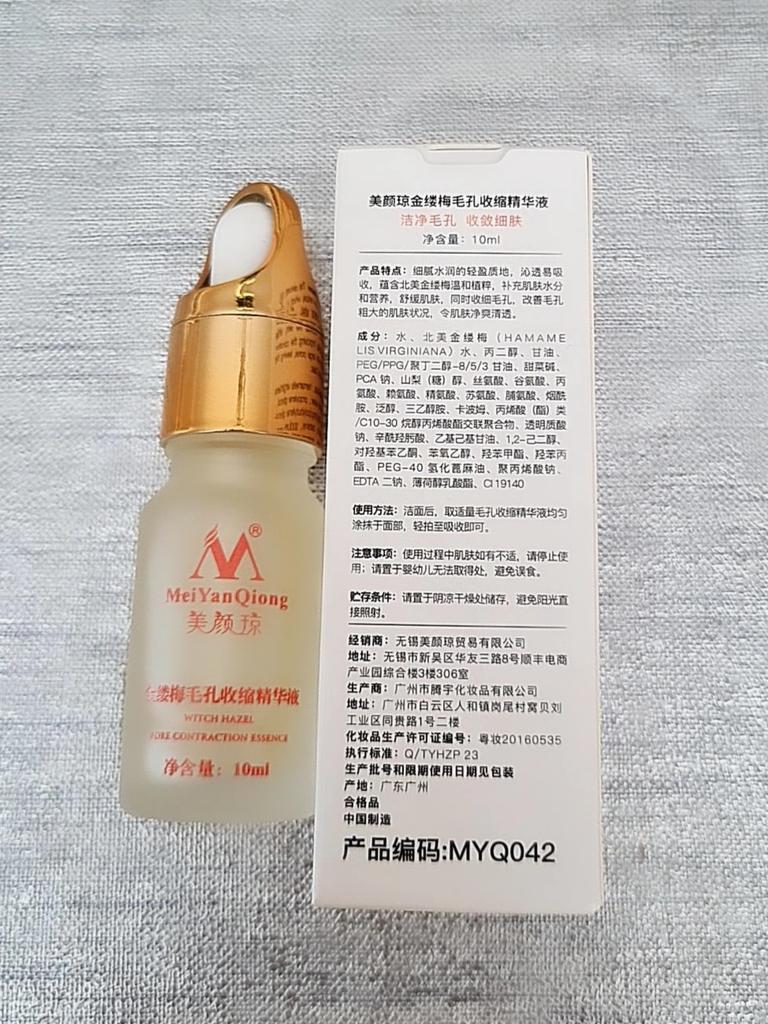 M®
MeiYanQiong
美颜琼
金缕梅毛孔收缩精华液
WITCH HAZEL
PORE CONTRACTION ESSENCE
净含量：10ml
美颜琼金缕梅毛孔收缩精华液
洁净毛孔 收敛细肤
净含量：10ml
产品特点：细腻水润的轻盈质地，沁透易吸
收，蕴含北美金缕梅温和植粹，补充肌肤水分
和营养，舒缓肌肤，同时收细毛孔，改善毛孔
粗大的肌肤状况，令肌肤净爽清透。
成分：水、北美金缕梅（HAMAME
LIS VIRGINIANA）水、丙二醇、甘油、
PEG/PPG/聚丁二醇-8/5/3 甘油、甜菜碱、
PCA 钠、山梨（糖）醇、丝氨酸、谷氨酸、丙
氨酸、赖氨酸、精氨酸、苏氨酸、脯氨酸、烟酰
胺、泛醇、三乙醇胺、卡波姆、丙烯酸（酯）类
/C10-30 烷醇丙烯酸酯交联聚合物、透明质酸
钠、辛酰羟肟酸、乙基己基甘油、1,2-己二醇、
对羟基苯乙酮、苯氧乙醇、羟苯甲酯、羟苯丙
酯、PEG-40 氢化蓖麻油、聚丙烯酸钠、
EDTA 二钠、薄荷醇乳酸酯、CI 19140
使用方法：洁面后，取适量毛孔收缩精华液均匀
涂抹于面部，轻拍至吸收即可。
注意事项：使用过程中肌肤如有不适，请停止使
用；请置于婴幼儿无法取得处，避免误食。
贮存条件：请置于阴凉干燥处储存，避免阳光直
接照射。
经销商：无锡美颜琼贸易有限公司
地址：无锡市新吴区华友三路8号顺丰电商
产业园综合楼3楼306室
生产商：广州市腾宇化妆品有限公司
地址：广州市白云区人和镇岗尾村窝贝刘
工业区同贵路1号二楼
化妆品生产许可证编号：粤妆20160535
执行标准：Q/TYHZP 23
生产批号和限期使用日期见包装
产地：广东广州
合格品
中国制造
产品编码:MYQ042